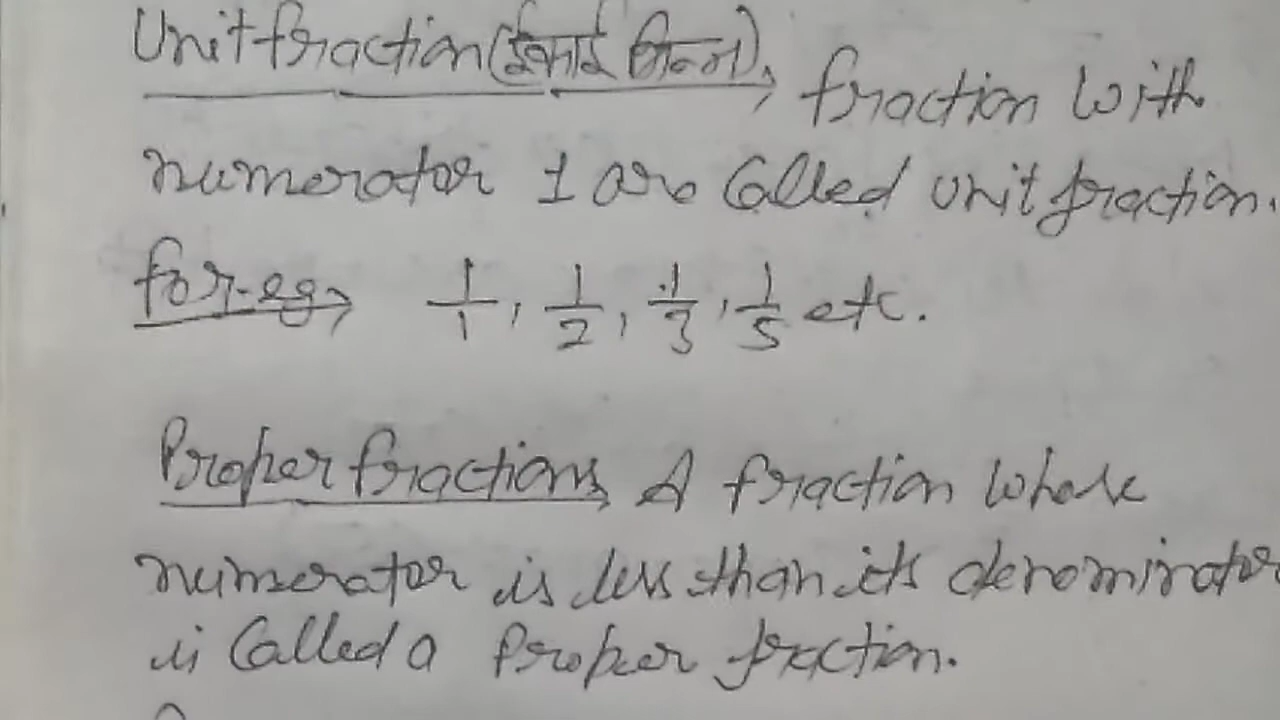 Unit fraction (ईकाई भिन्न), fraction with
numerator 1 are Called unit fraction.
for-eg, 1/1, 1/2, 1/3, 1/5 etc.
Proper fractions, A fraction whose
numerator is less than its denominator
is Called a Proper fraction.